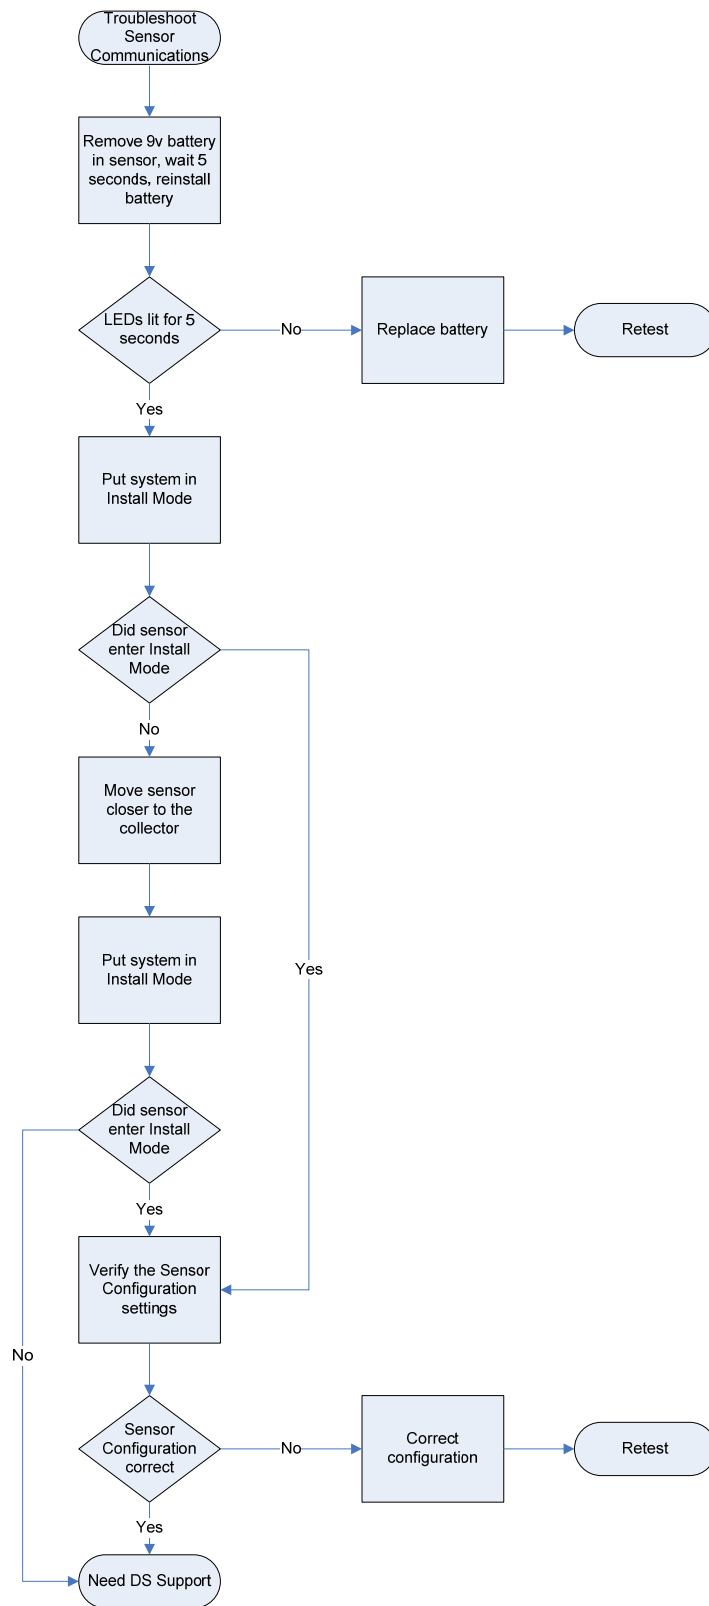 Troubleshoot
Sensor
Communications
Remove 9v battery
in sensor, wait 5
seconds, reinstall
battery
LEDs lit for 5
seconds
No
Replace battery
Retest
Yes
Put system in
Install Mode
Did sensor
enter Install
Mode
No
Move sensor
closer to the
collector
Put system in
Install Mode
Yes
Did sensor
enter Install
Mode
Yes
Verify the Sensor
Configuration
settings
No
Sensor
Configuration
correct
No
Correct
configuration
Retest
Yes
Need DS Support